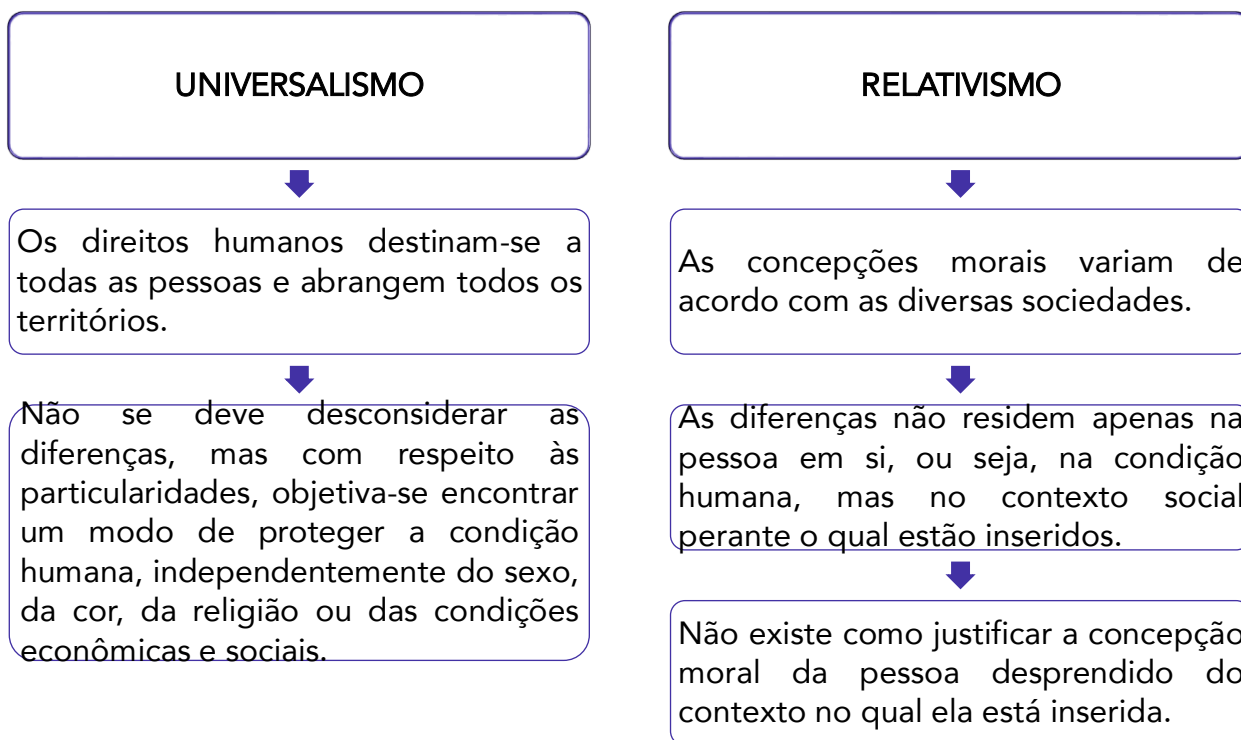 UNIVERSALISMO
Os direitos humanos destinam-se a
todas as pessoas e abrangem todos os
territórios.
Não se deve desconsiderar as
diferenças, mas com respeito às
particularidades, objetiva-se encontrar
um modo de proteger a condição
humana, independentemente do sexo,
da cor, da religião ou das condições
econômicas e sociais.
RELATIVISMO
As concepções morais variam de
acordo com as diversas sociedades.
As diferenças não residem apenas na
pessoa em si, ou seja, na condição
humana, mas no contexto social
perante o qual estão inseridos.
Não existe como justificar a concepção
moral da pessoa desprendido do
contexto no qual ela está inserida.